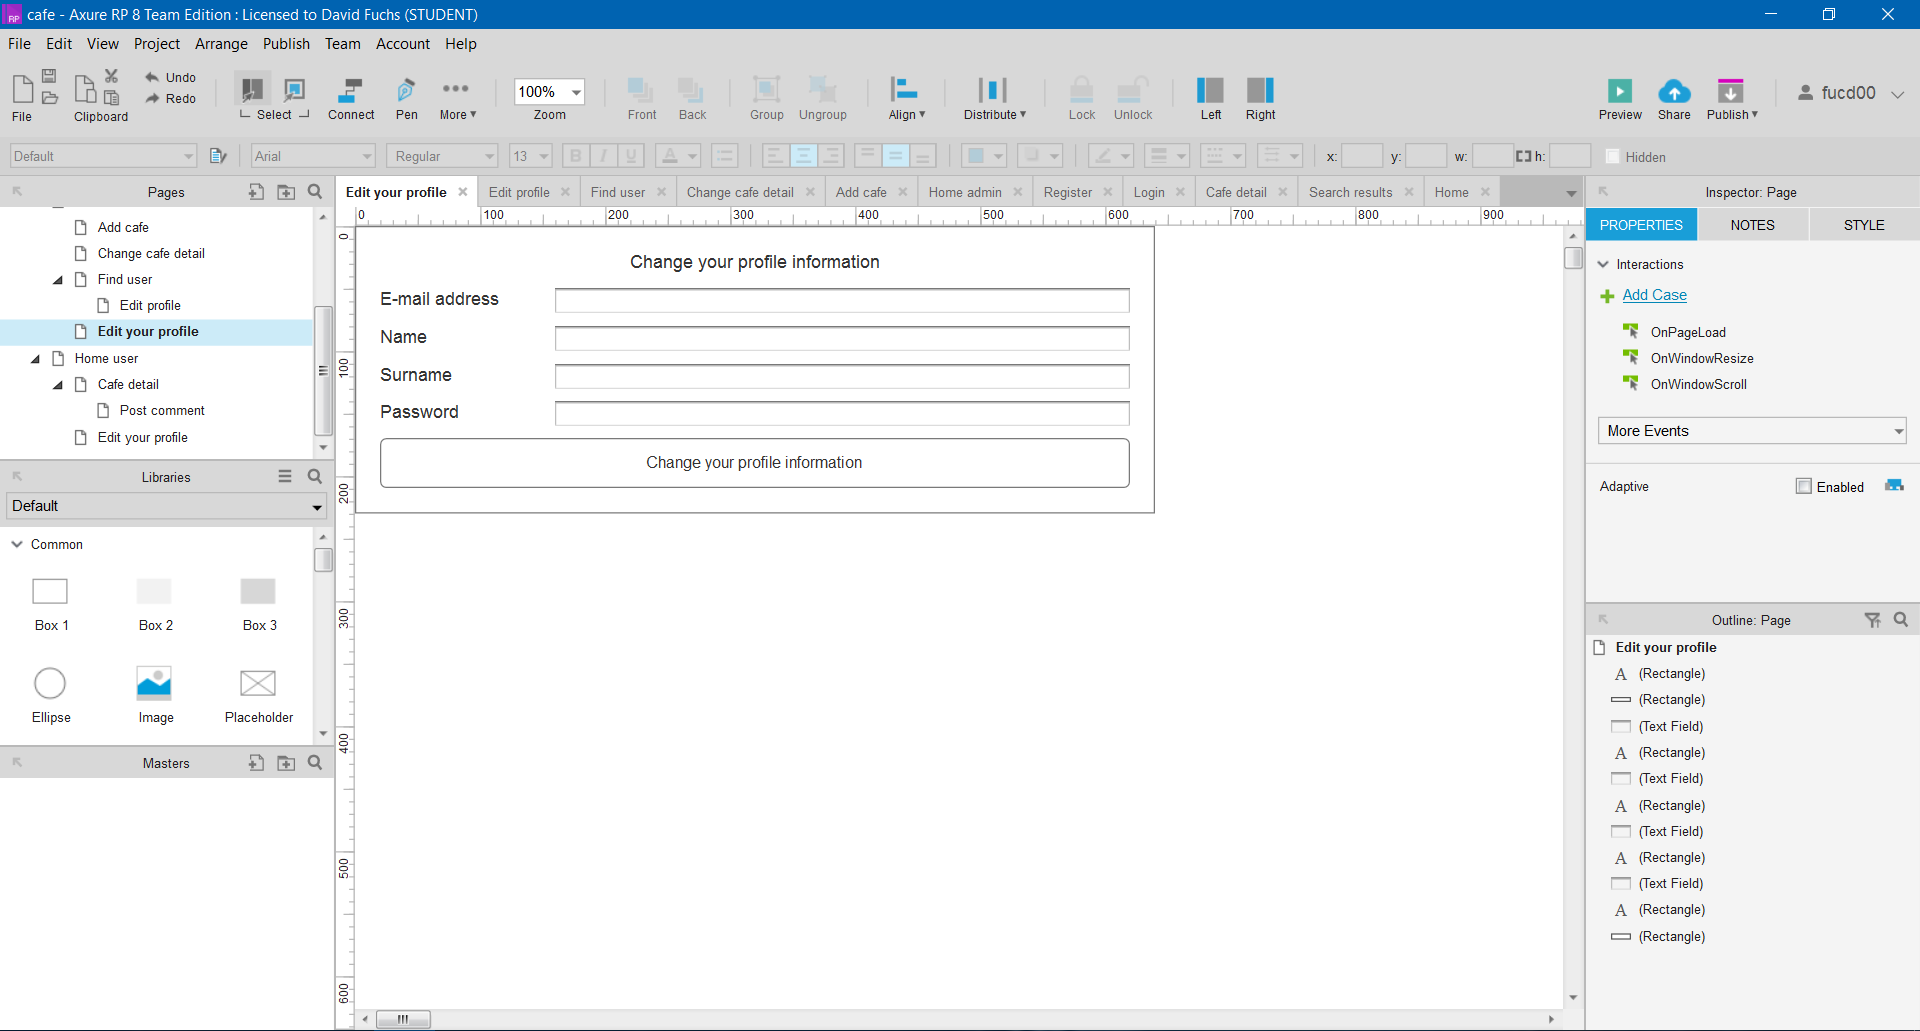 cafe - Axure RP 8 Team Edition : Licensed to David Fuchs (STUDENT)
File Edit View Project Arrange Publish Team Account Help
Undo
Redo
100%
fucd00
File Clipboard Select Connect Pen More Zoom Front Back Group Ungroup Align Distribute Lock Unlock Left Right Preview Share Publish
Default Arial Regular 13 B I U A x: y: w: h: Hidden
Pages
Add cafe
Change cafe detail
Find user
Edit profile
Edit your profile
Home user
Cafe detail
Post comment
Edit your profile
Libraries
Default
Common
Box 1 Box 2 Box 3
Ellipse Image Placeholder
Masters
Edit your profile Edit profile Find user Change cafe detail Add cafe Home admin Register Login Cafe detail Search results Home
0 100 200 300 400 500 600 700 800 900
0
100
200
300
400
500
600
Change your profile information
E-mail address
Name
Surname
Password
Change your profile information
Inspector: Page
PROPERTIES NOTES STYLE
Interactions
Add Case
OnPageLoad
OnWindowResize
OnWindowScroll
More Events
Adaptive Enabled
Outline: Page
Edit your profile
A (Rectangle)
(Rectangle)
(Text Field)
A (Rectangle)
(Text Field)
A (Rectangle)
(Text Field)
A (Rectangle)
(Text Field)
A (Rectangle)
(Rectangle)